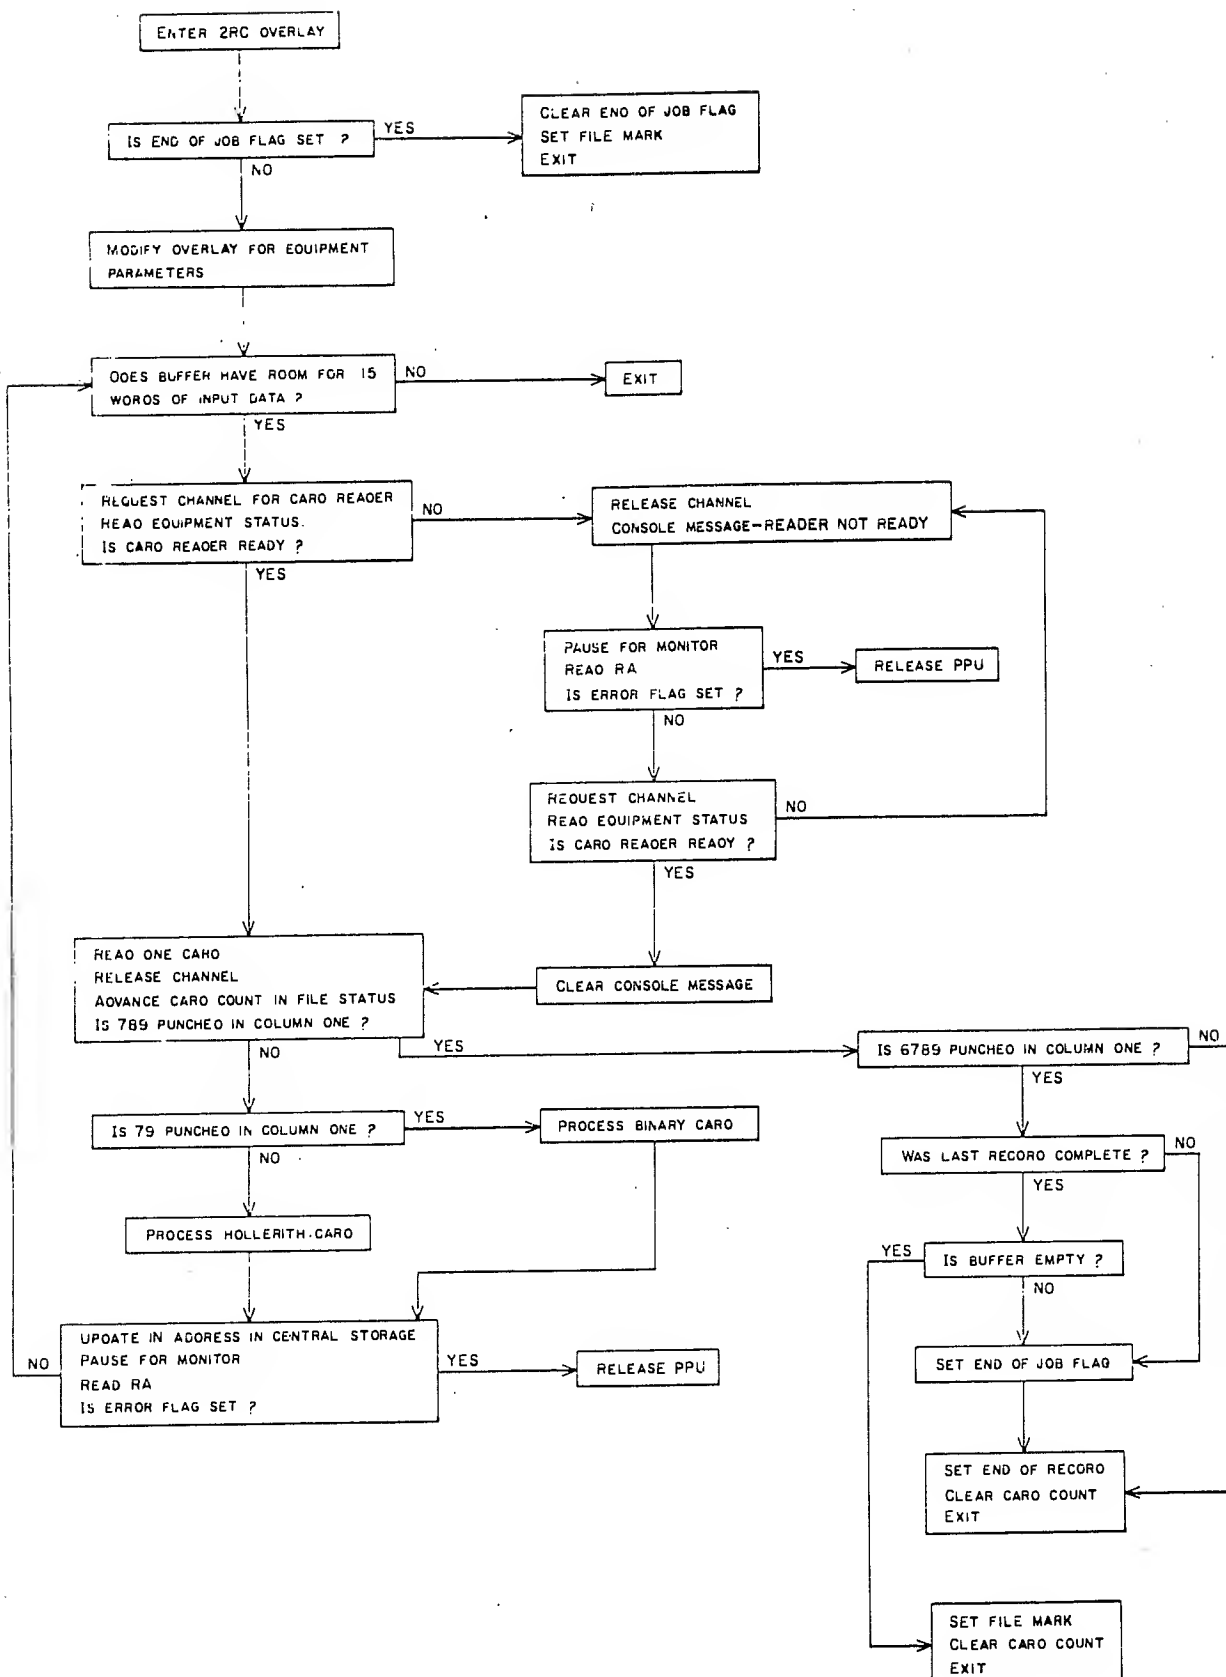 ENTER 2RC OVERLAY
IS END OF JOB FLAG SET ?
YES
CLEAR END OF JOB FLAG
SET FILE MARK
EXIT
NO
MODIFY OVERLAY FOR EQUIPMENT
PARAMETERS
DOES BUFFER HAVE ROOM FOR 15
WORDS OF INPUT DATA ?
NO
EXIT
YES
REQUEST CHANNEL FOR CARD READER
READ EQUIPMENT STATUS.
IS CARD READER READY ?
NO
RELEASE CHANNEL
CONSOLE MESSAGE-READER NOT READY
YES
PAUSE FOR MONITOR
READ RA
IS ERROR FLAG SET ?
YES
RELEASE PPU
NO
REQUEST CHANNEL
READ EQUIPMENT STATUS
IS CARD READER READY ?
NO
YES
CLEAR CONSOLE MESSAGE
READ ONE CARD
RELEASE CHANNEL
ADVANCE CARD COUNT IN FILE STATUS
IS 789 PUNCHED IN COLUMN ONE ?
NO
YES
IS 6789 PUNCHED IN COLUMN ONE ?
NO
YES
IS 79 PUNCHED IN COLUMN ONE ?
YES
PROCESS BINARY CARD
NO
WAS LAST RECORD COMPLETE ?
NO
YES
PROCESS HOLLERITH.CARD
IS BUFFER EMPTY ?
YES
NO
UPDATE IN ADDRESS IN CENTRAL STORAGE
PAUSE FOR MONITOR
READ RA
IS ERROR FLAG SET ?
NO
YES
RELEASE PPU
SET END OF JOB FLAG
SET END OF RECORD
CLEAR CARD COUNT
EXIT
SET FILE MARK
CLEAR CARD COUNT
EXIT